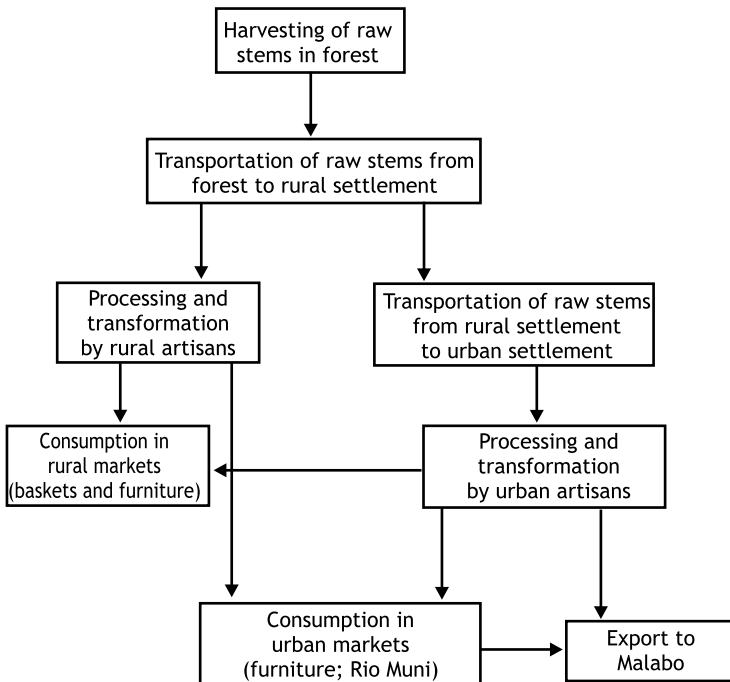 Harvesting of raw
stems in forest
Transportation of raw stems from
forest to rural settlement
Processing and
transformation
by rural artisans
Transportation of raw stems
from rural settlement
to urban settlement
Consumption in
rural markets
(baskets and furniture)
Processing and
transformation
by urban artisans
Consumption in
urban markets
(furniture; Rio Muni)
Export to
Malabo